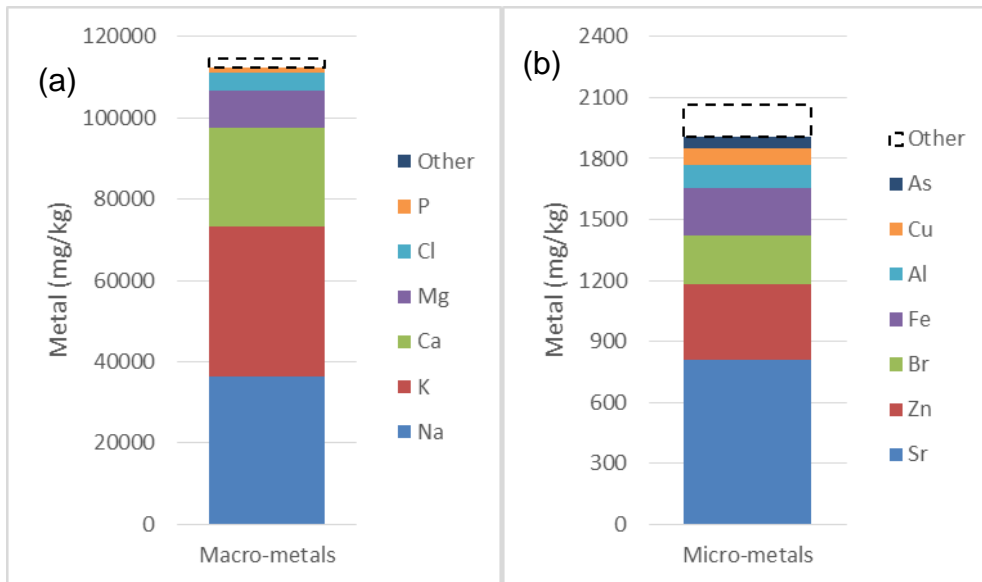 (a)
Metal (mg/kg)
120000
100000
80000
60000
40000
20000
0
Macro-metals
Other
P
Cl
Mg
Ca
K
Na
(b)
Metal (mg/kg)
2400
2100
1800
1500
1200
900
600
300
0
Micro-metals
Other
As
Cu
Al
Fe
Br
Zn
Sr